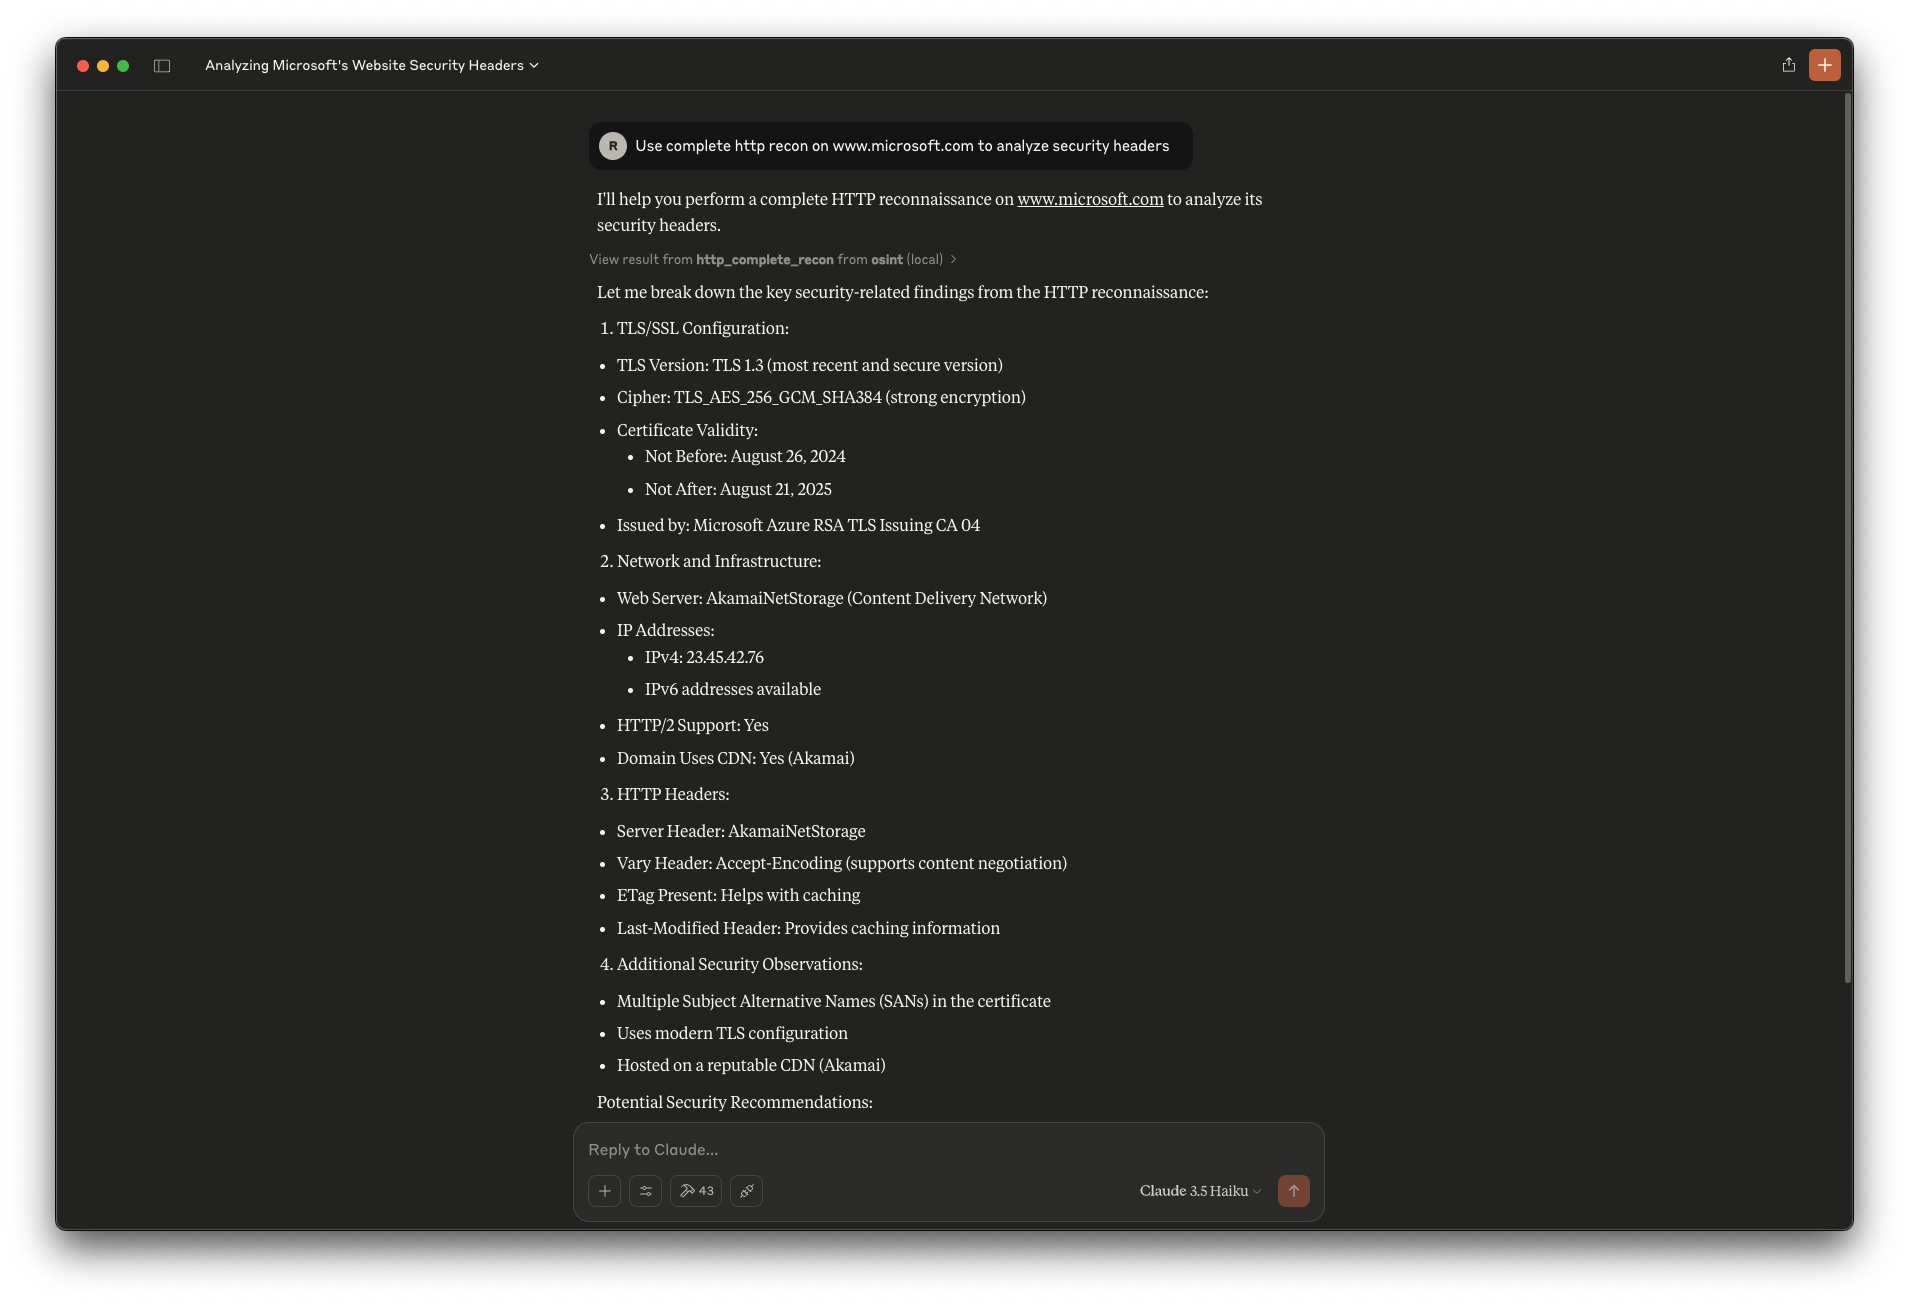 Analyzing Microsoft's Website Security Headers
R Use complete http recon on www.microsoft.com to analyze security headers
I'll help you perform a complete HTTP reconnaissance on www.microsoft.com to analyze its
security headers.
View result from http_complete_recon from osint (local)
Let me break down the key security-related findings from the HTTP reconnaissance:
1. TLS/SSL Configuration:
• TLS Version: TLS 1.3 (most recent and secure version)
• Cipher: TLS_AES_256_GCM_SHA384 (strong encryption)
• Certificate Validity:
• Not Before: August 26, 2024
• Not After: August 21, 2025
• Issued by: Microsoft Azure RSA TLS Issuing CA 04
2. Network and Infrastructure:
• Web Server: AkamaiNetStorage (Content Delivery Network)
• IP Addresses:
• IPv4: 23.45.42.76
• IPv6 addresses available
• HTTP/2 Support: Yes
• Domain Uses CDN: Yes (Akamai)
3. HTTP Headers:
• Server Header: AkamaiNetStorage
• Vary Header: Accept-Encoding (supports content negotiation)
• ETag Present: Helps with caching
• Last-Modified Header: Provides caching information
4. Additional Security Observations:
• Multiple Subject Alternative Names (SANs) in the certificate
• Uses modern TLS configuration
• Hosted on a reputable CDN (Akamai)
Potential Security Recommendations:
Reply to Claude...
43
Claude 3.5 Haiku